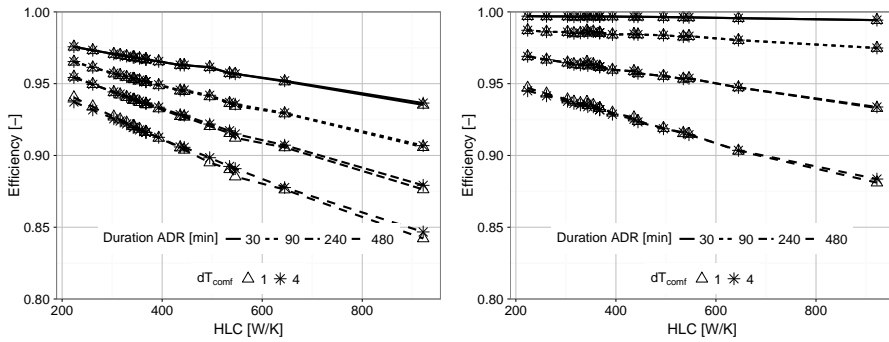 1.00
0.95
0.90
0.85
0.80
Efficiency [–]
Duration ADR [min] 30 90 240 480
dTcomf 1 4
200 400 600 800
HLC [W/K]
1.00
0.95
0.90
0.85
0.80
Efficiency [–]
Duration ADR [min] 30 90 240 480
dTcomf 1 4
200 400 600 800
HLC [W/K]